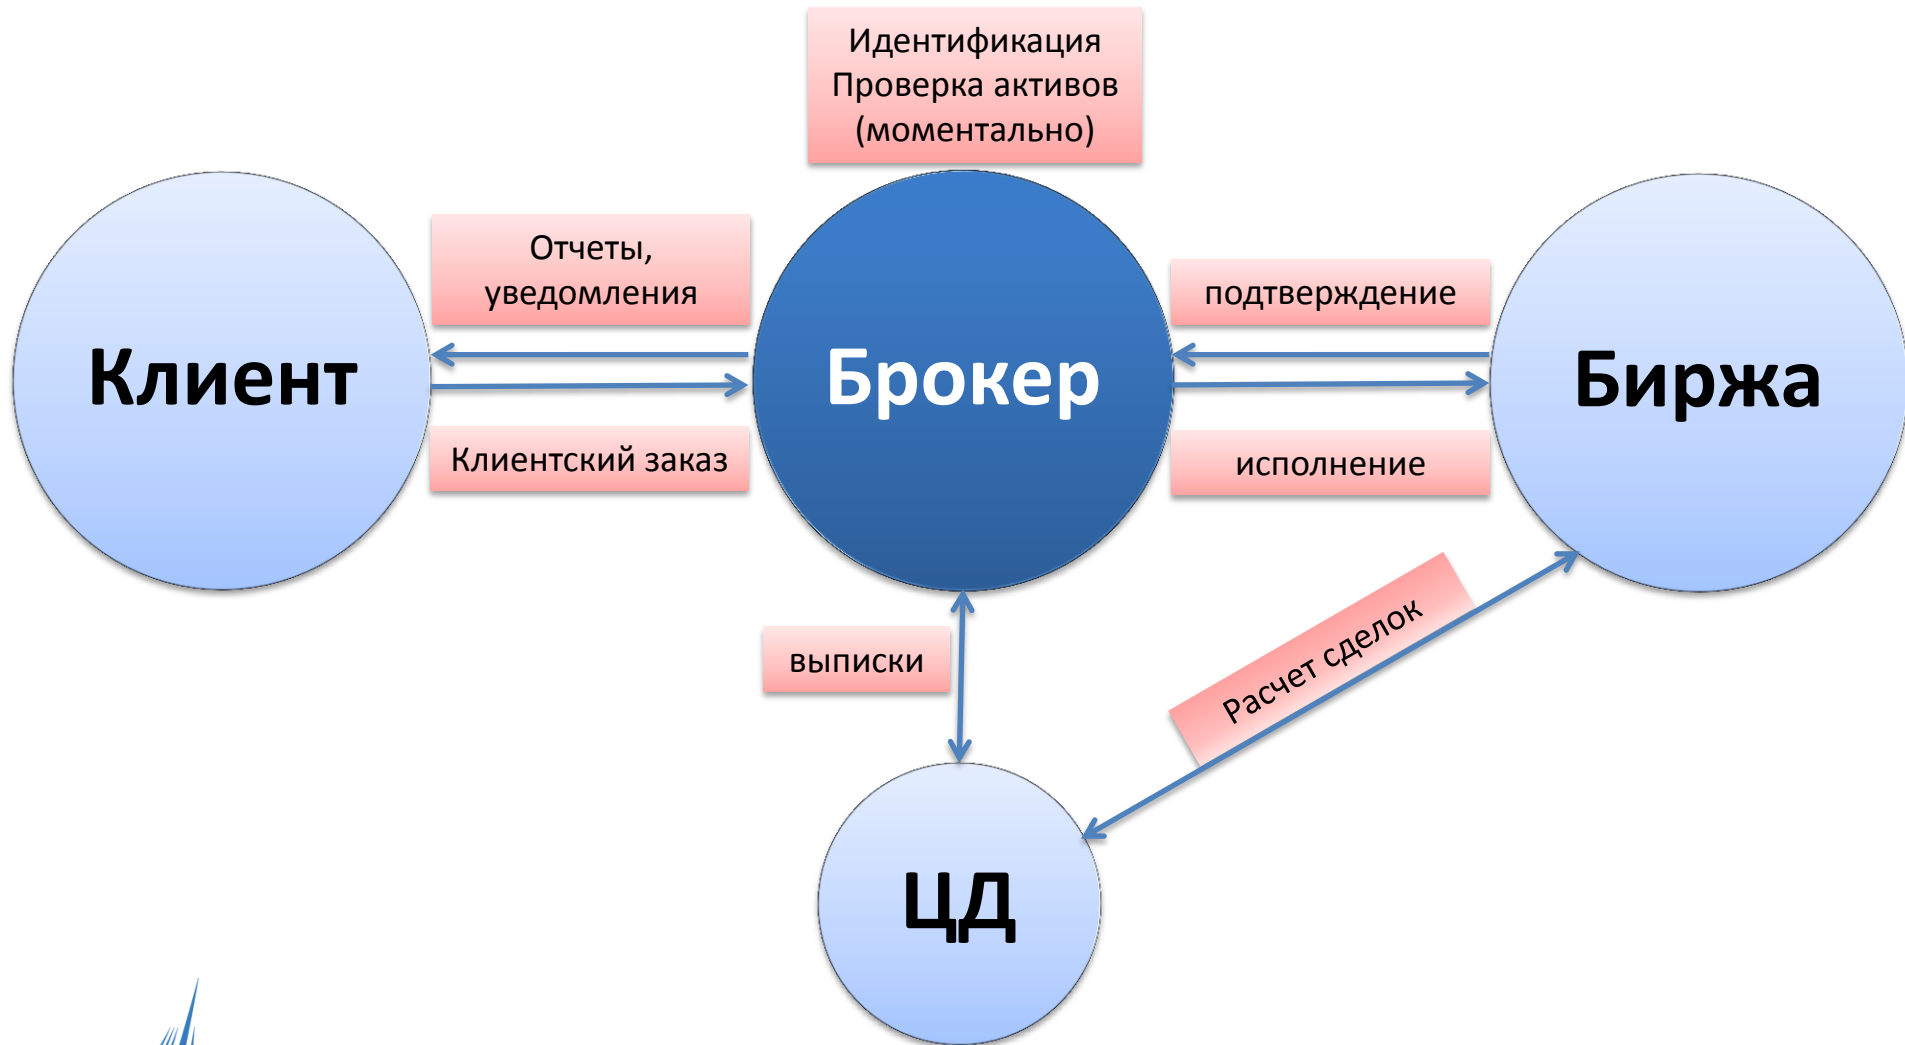 Идентификация
Проверка активов
(моментально)
Отчеты,
уведомления
подтверждение
Клиент
Брокер
Биржа
Клиентский заказ
исполнение
выписки
Расчет сделок
ЦД